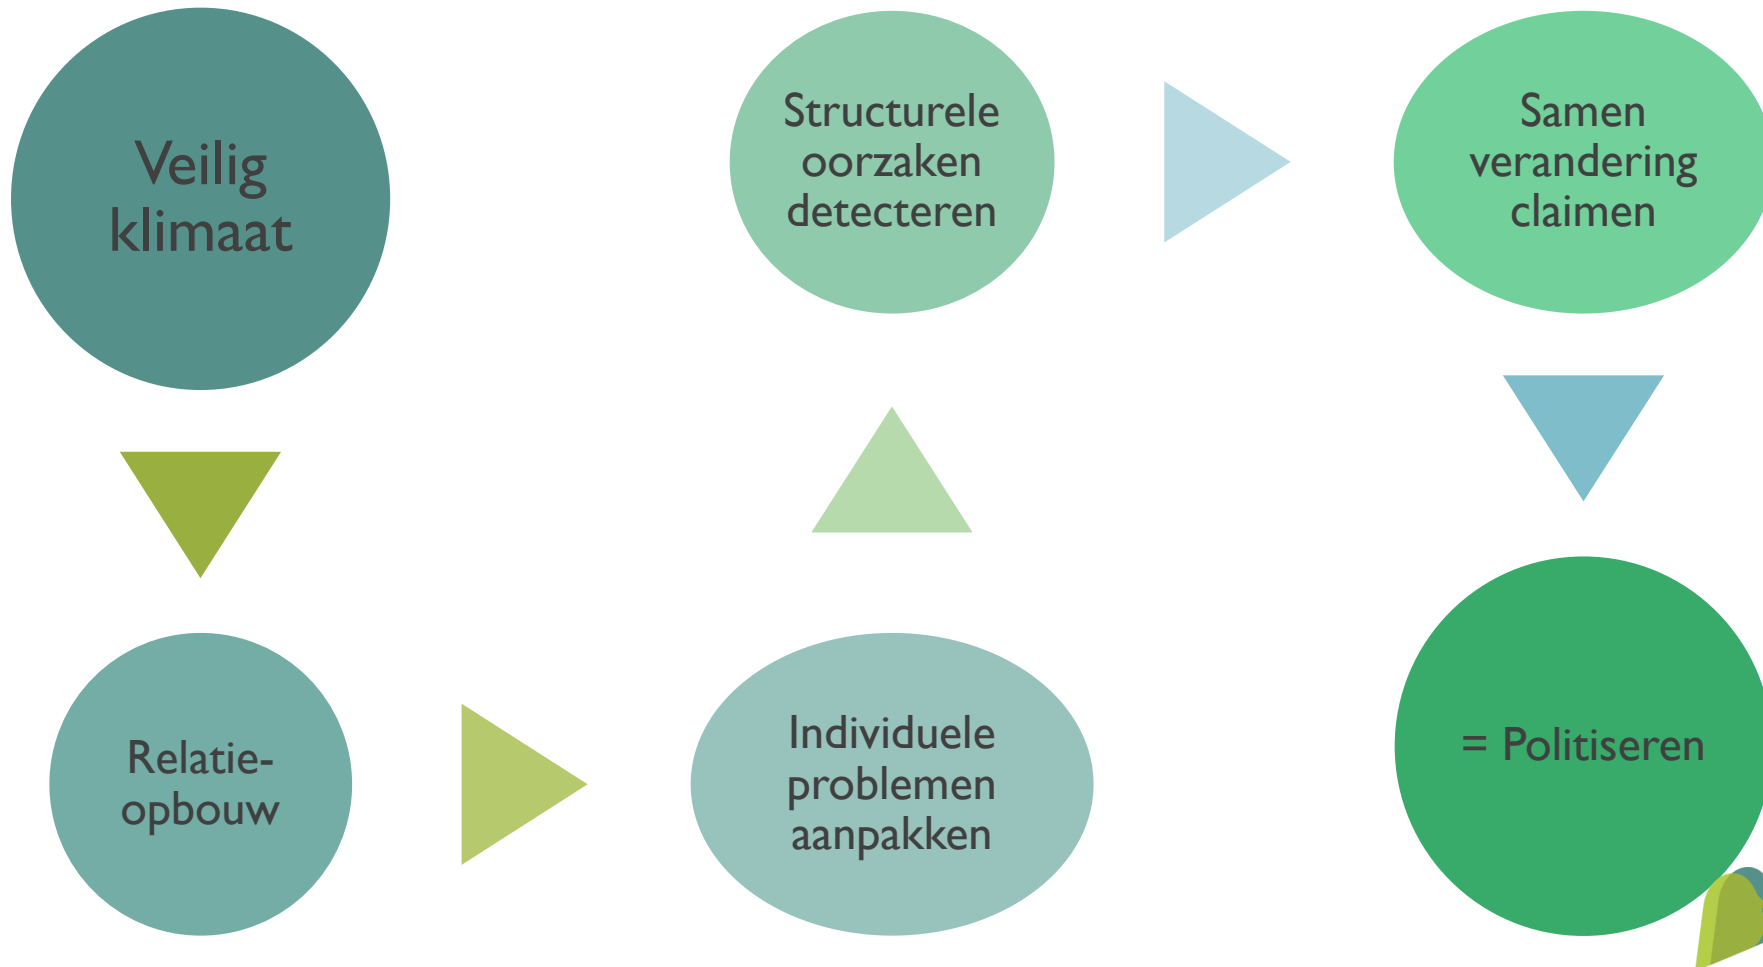 Veilig
klimaat
Relatie-
opbouw
Individuele
problemen
aanpakken
Structurele
oorzaken
detecteren
Samen
verandering
claimen
= Politiseren